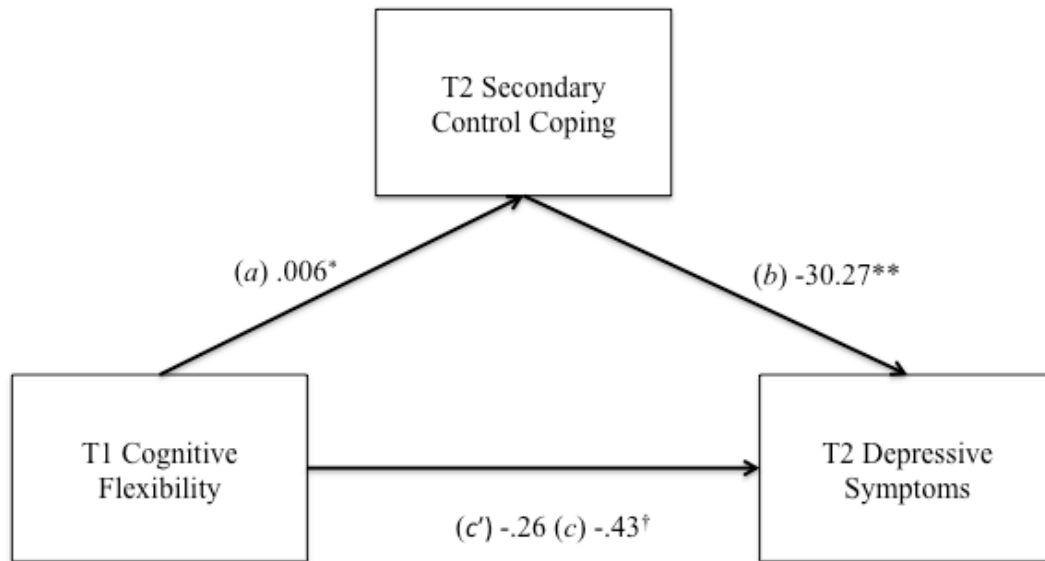 T2 Secondary
Control Coping
(a) .006*
(b) -30.27**
T1 Cognitive
Flexibility
T2 Depressive
Symptoms
(c′) -.26 (c) -.43†